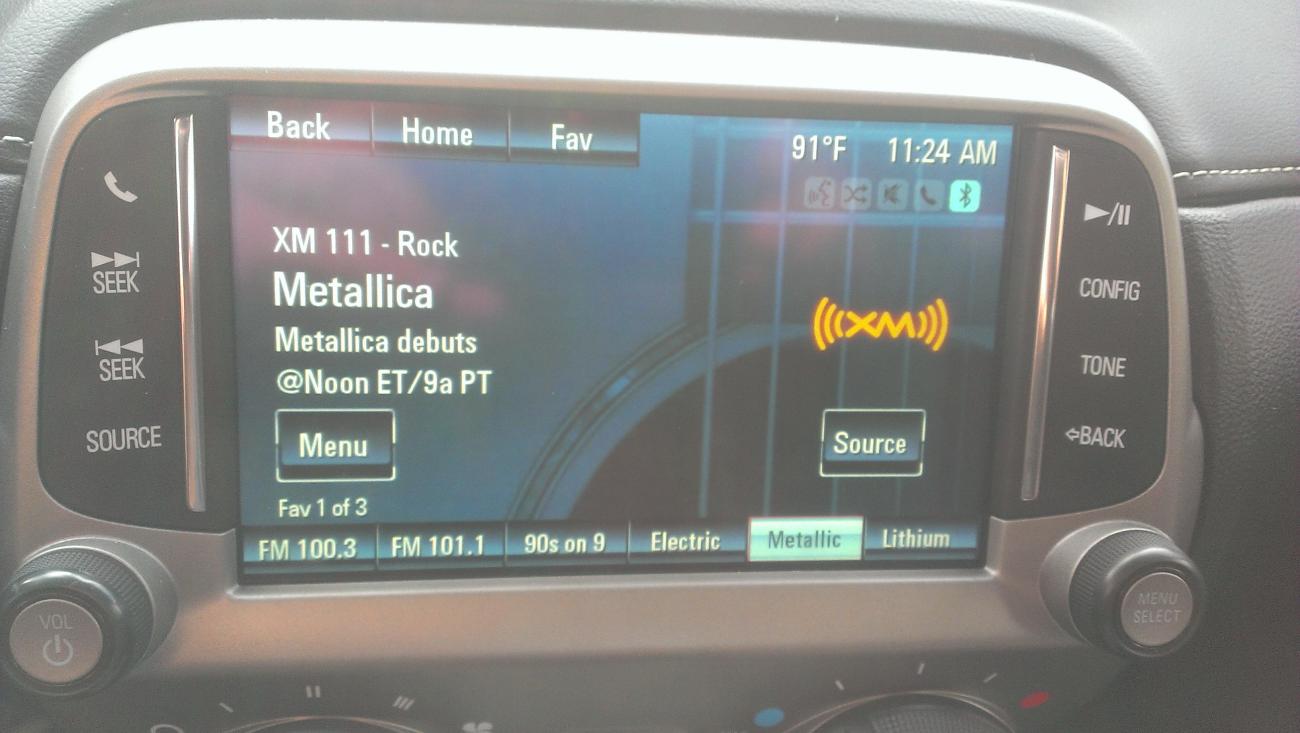 Back Home Fav
91°F 11:24 AM
XM 111 - Rock
Metallica
Metallica debuts
@Noon ET/9a PT
XM
Menu
Source
Fav 1 of 3
FM 100.3 FM 101.1 90s on 9 Electric Metallic Lithium
SEEK
SEEK
SOURCE
VOL
CONFIG
TONE
BACK
MENU
SELECT